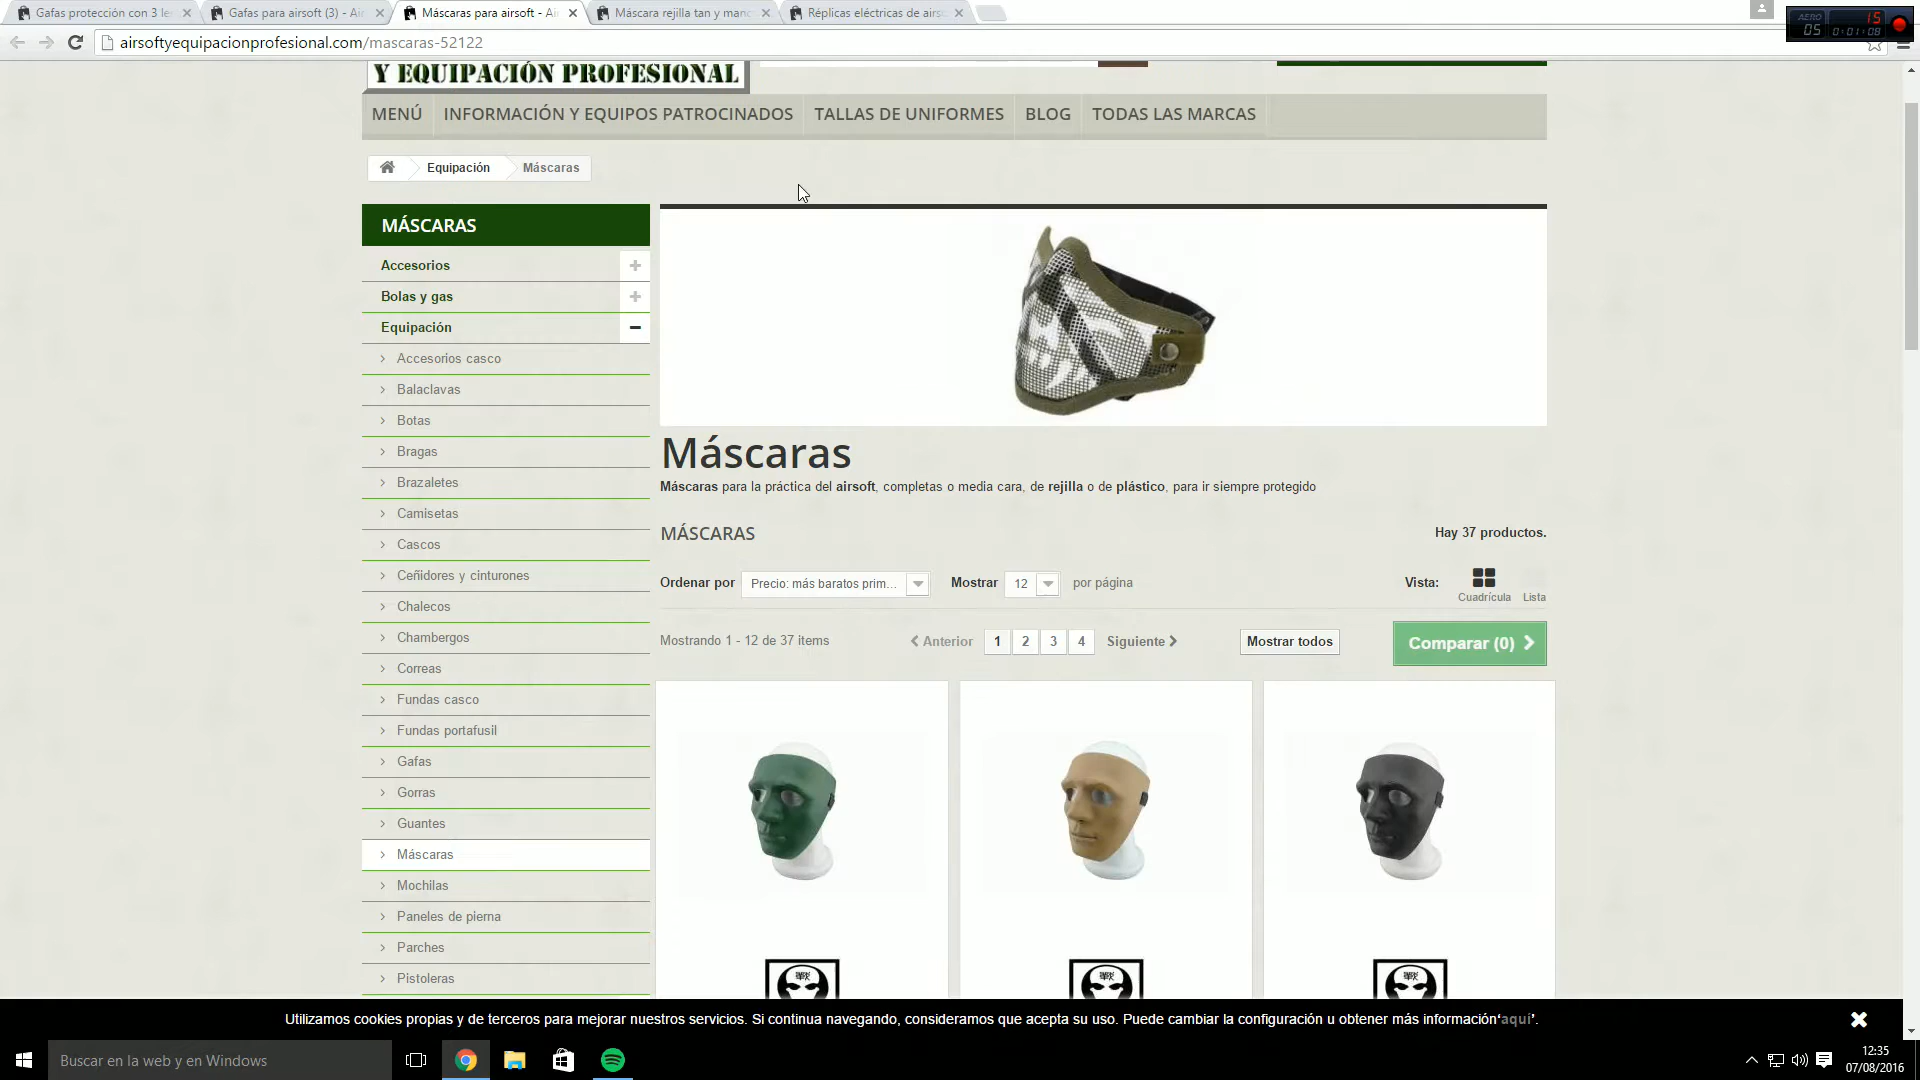 Gafas protección con 3 le
Gafas para airsoft (3) - Air
Máscaras para airsoft - Ai
Máscara rejilla tan y manc
Réplicas eléctricas de airso
AERO
05
15
0:01:08
airsoftyequipacionprofesional.com/mascaras-52122
Y EQUIPACIÓN PROFESIONAL
MENÚ
INFORMACIÓN Y EQUIPOS PATROCINADOS
TALLAS DE UNIFORMES
BLOG
TODAS LAS MARCAS
Equipación
Máscaras
MÁSCARAS
Accesorios
Bolas y gas
Equipación
Accesorios casco
Balaclavas
Botas
Bragas
Brazaletes
Camisetas
Cascos
Ceñidores y cinturones
Chalecos
Chambergos
Correas
Fundas casco
Fundas portafusil
Gafas
Gorras
Guantes
Máscaras
Mochilas
Paneles de pierna
Parches
Pistoleras
Máscaras
Máscaras para la práctica del airsoft, completas o media cara, de rejilla o de plástico, para ir siempre protegido
MÁSCARAS
Hay 37 productos.
Ordenar por
Precio: más baratos prim...
Mostrar
12
por página
Vista:
Cuadrícula
Lista
Mostrando 1 - 12 de 37 items
Anterior
1
2
3
4
Siguiente
Mostrar todos
Comparar (0)
Utilizamos cookies propias y de terceros para mejorar nuestros servicios. Si continua navegando, consideramos que acepta su uso. Puede cambiar la configuración u obtener más información'aquí'.
Buscar en la web y en Windows
12:35
07/08/2016